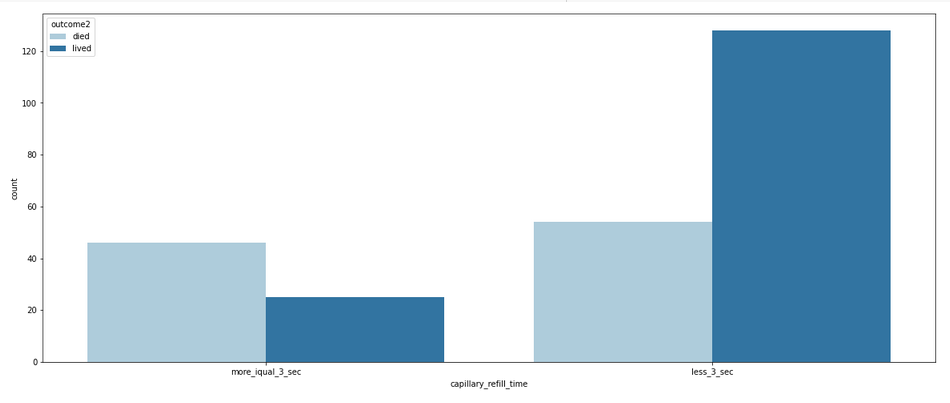 outcome2
died
lived
120
100
80
60
40
20
0
count
more_iqual_3_sec
less_3_sec
capillary_refill_time